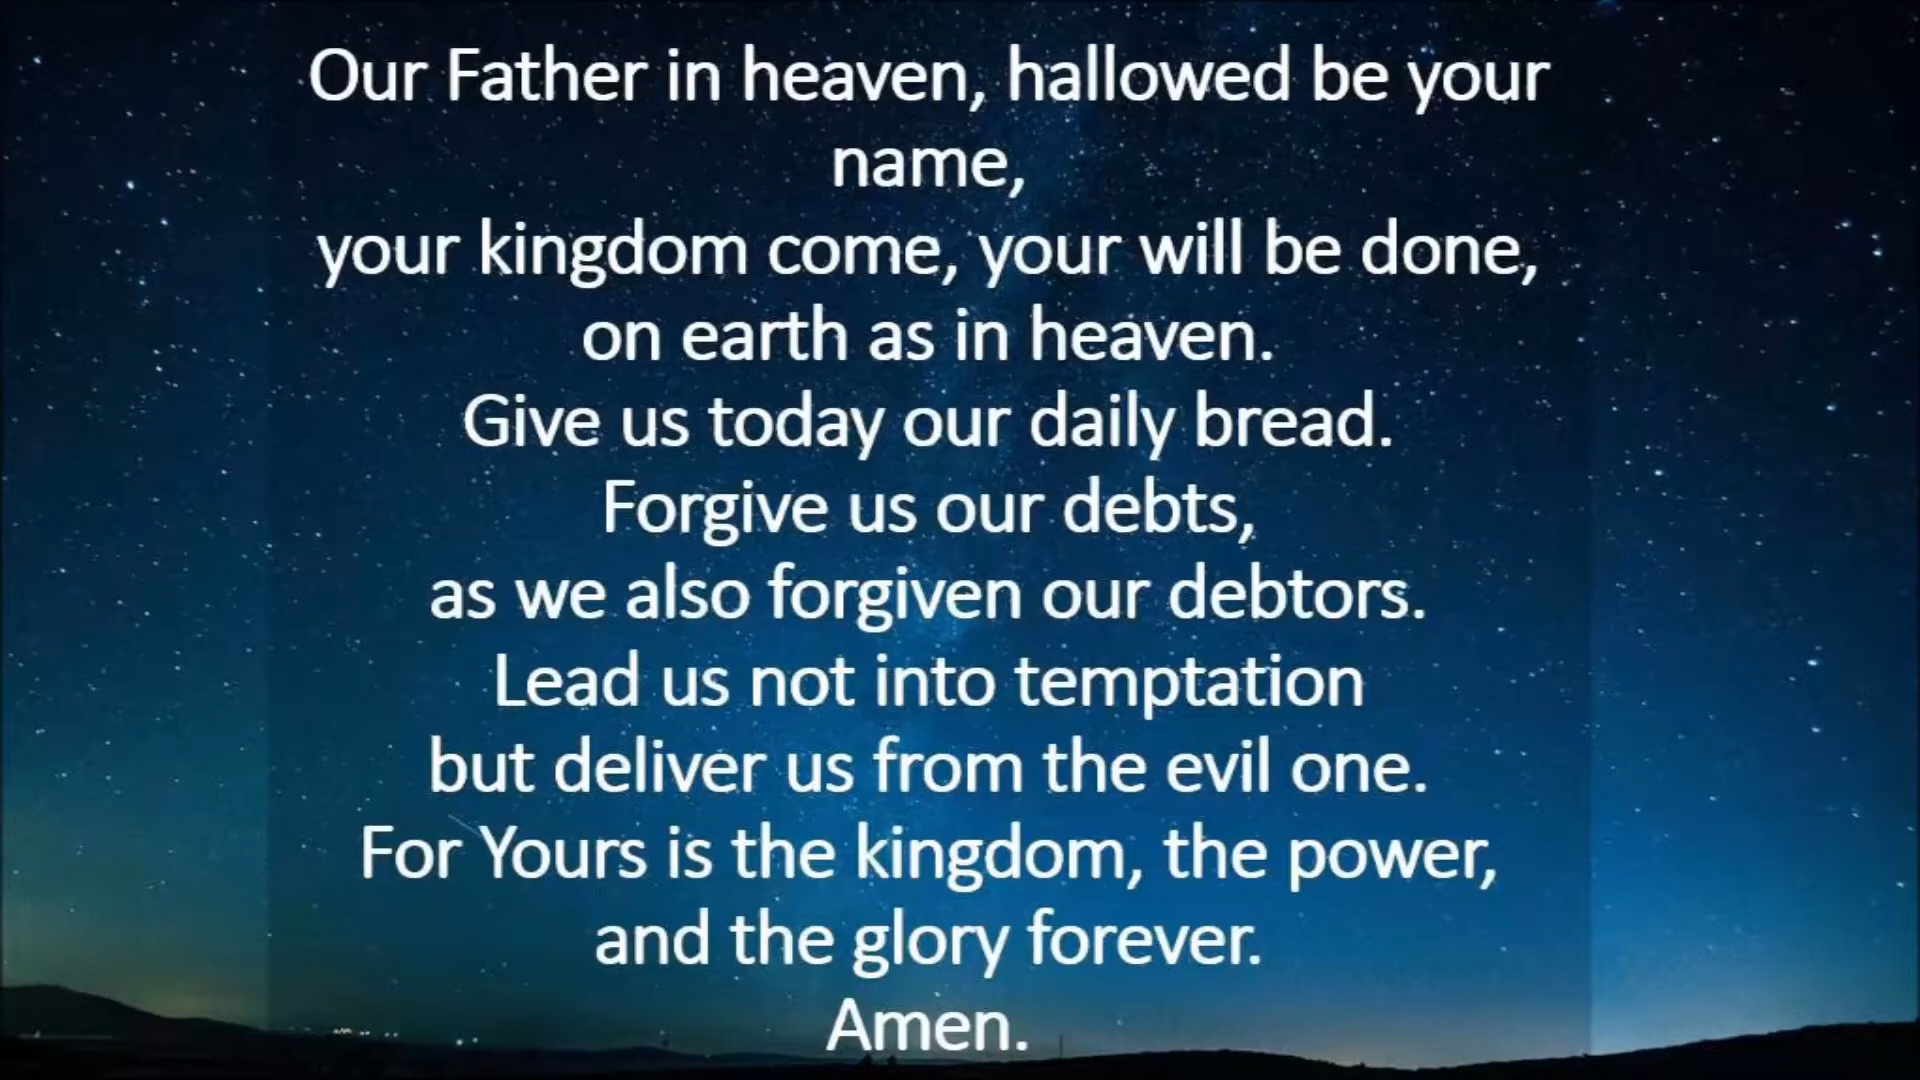 Our Father in heaven, hallowed be your
name,
your kingdom come, your will be done,
on earth as in heaven.
Give us today our daily bread.
Forgive us our debts,
as we also forgiven our debtors.
Lead us not into temptation
but deliver us from the evil one.
For Yours is the kingdom, the power,
and the glory forever.
Amen.